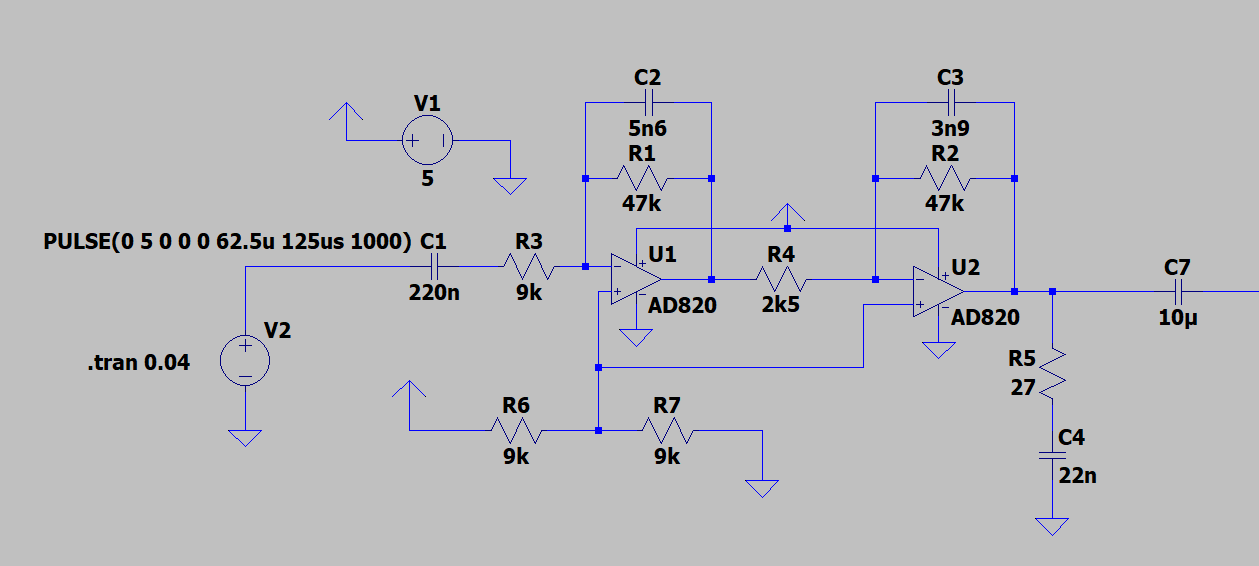 C2
5n6
R1
47k
C3
3n9
R2
47k
V1
5
PULSE(0 5 0 0 0 62.5u 125us 1000)
C1
220n
R3
9k
U1
AD820
R4
2k5
U2
AD820
C7
10µ
V2
.tran 0.04
R5
27
R6
9k
R7
9k
C4
22n